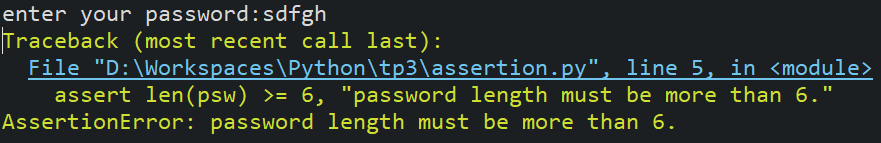 enter your password:sdfgh
Traceback (most recent call last):
File "D:\Workspaces\Python\tp3\assertion.py", line 5, in <module>
assert len(psw) >= 6, "password length must be more than 6."
AssertionError: password length must be more than 6.